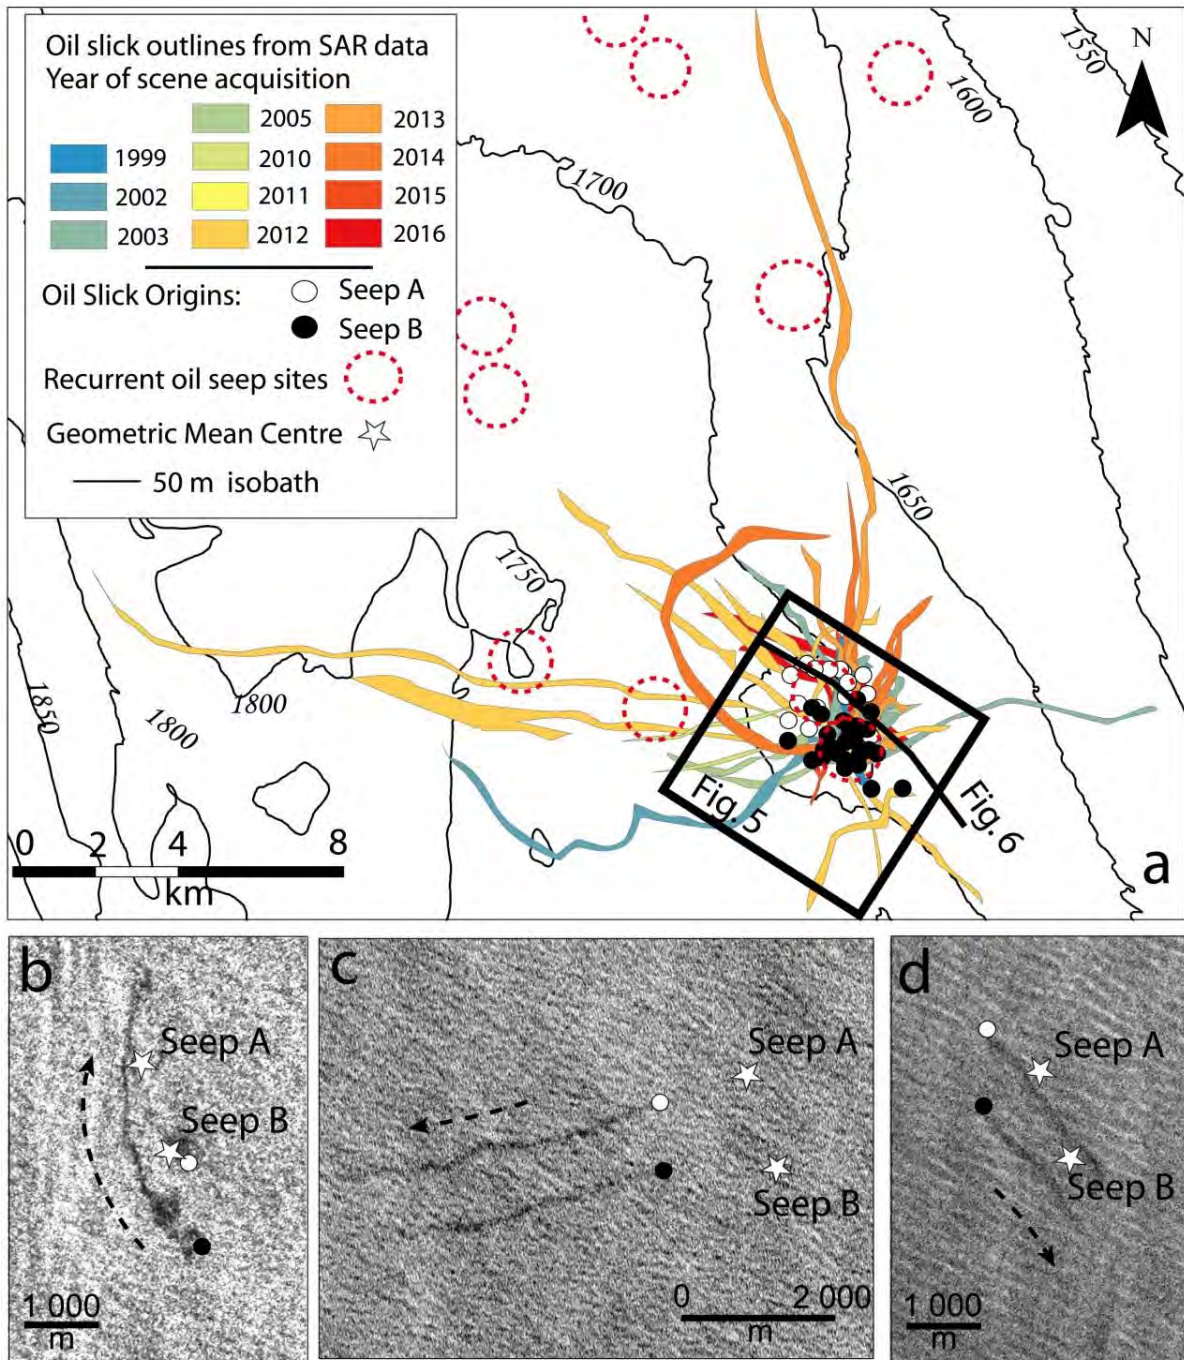 Oil slick outlines from SAR data
Year of scene acquisition
2005 2013
1999 2010 2014
2002 2011 2015
2003 2012 2016
Oil Slick Origins: Seep A
Seep B
Recurrent oil seep sites
Geometric Mean Centre
50 m isobath
N
1550
1600
1700
1650
1750
1800
1850
1800
Fig. 5
Fig. 6
0 2 4 8
km
a
b
Seep A
Seep B
1 000
m
c
Seep A
Seep B
0 2 000
m
d
Seep A
Seep B
1 000
m